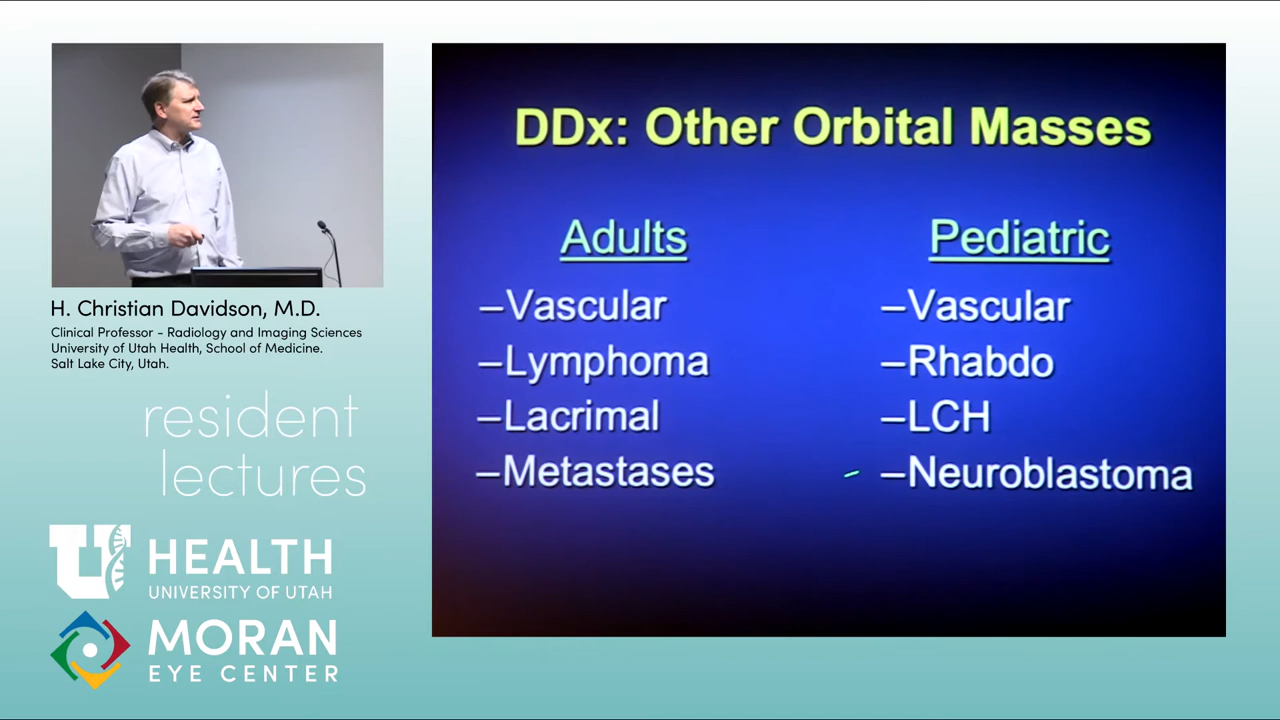 H. Christian Davidson, M.D.
Clinical Professor - Radiology and Imaging Sciences
University of Utah Health, School of Medicine.
Salt Lake City, Utah.
resident
lectures
U HEALTH
UNIVERSITY OF UTAH
MORAN
EYE CENTER
DDx: Other Orbital Masses
Adults
–Vascular
–Lymphoma
–Lacrimal
–Metastases
Pediatric
–Vascular
–Rhabdo
–LCH
–Neuroblastoma